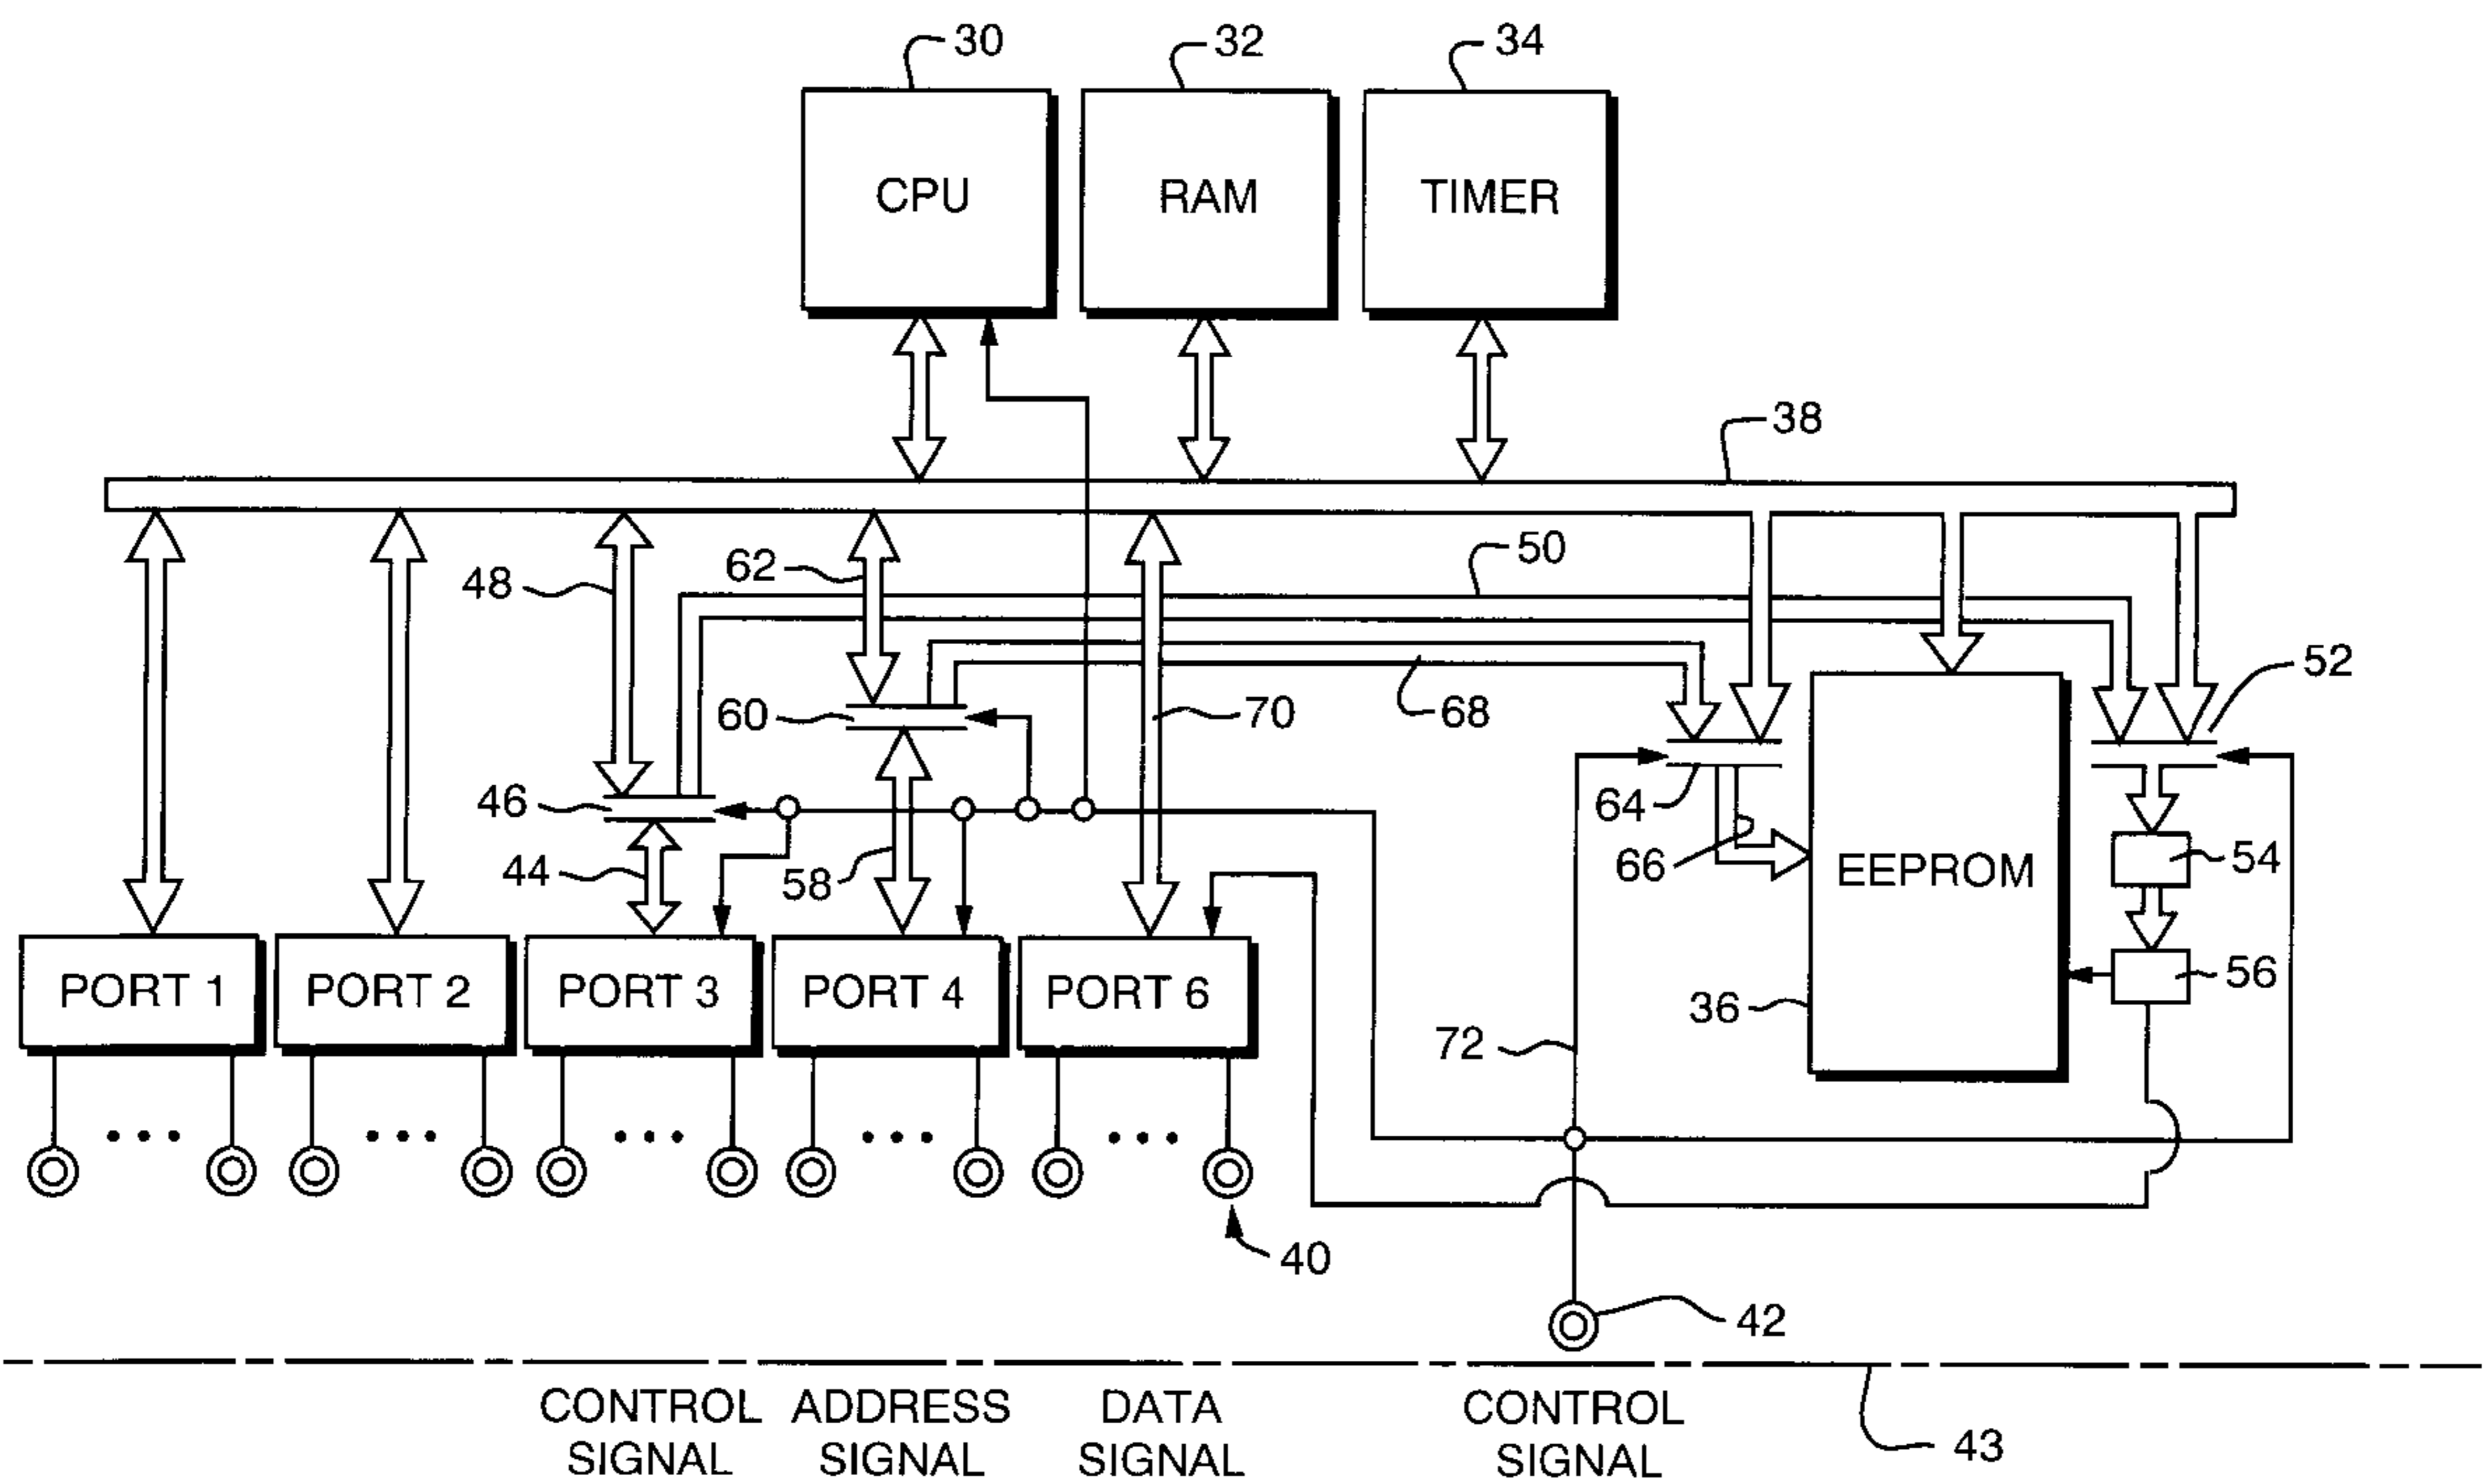 30
32
34
CPU
RAM
TIMER
38
50
62
48
52
60
70
68
46
64
44
58
66
EEPROM
54
PORT 1
PORT 2
PORT 3
PORT 4
PORT 6
56
36
72
40
42
CONTROL SIGNAL
ADDRESS SIGNAL
DATA SIGNAL
CONTROL SIGNAL
43